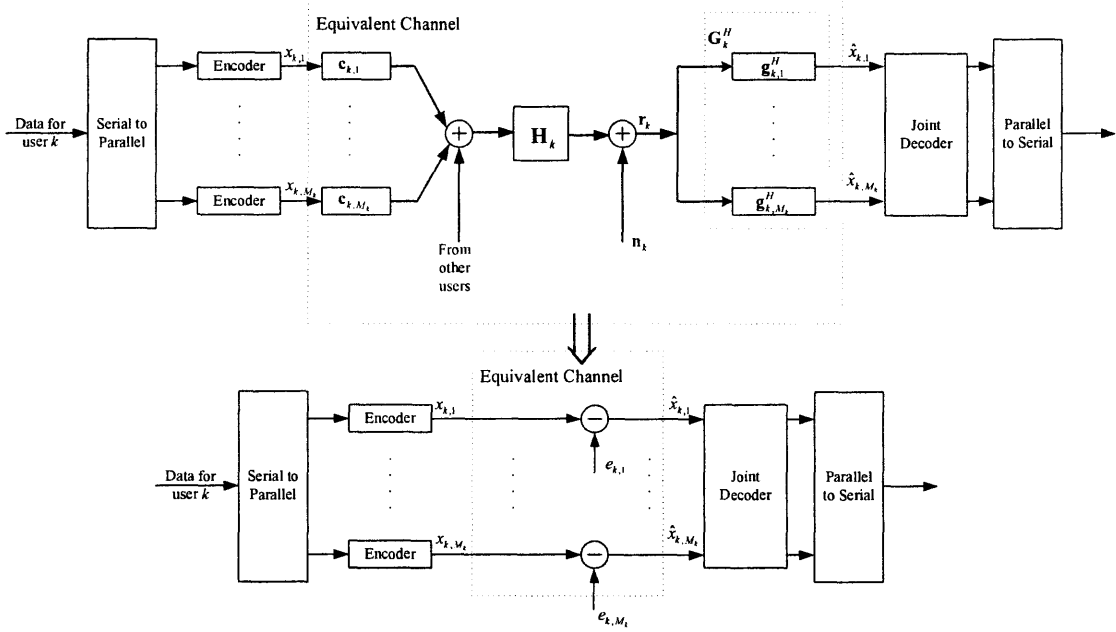 Equivalent Channel
Data for
user k
Serial to
Parallel
Encoder
x_{k,1}
c_{k,1}
Encoder
x_{k,M_k}
c_{k,M_k}
+
From
other
users
H_k
+
n_k
r_k
G_k^H
g_{k,1}^H
g_{k,M_k}^H
x̂_{k,1}
x̂_{k,M_k}
Joint
Decoder
Parallel
to Serial
Equivalent Channel
Data for
user k
Serial to
Parallel
Encoder
x_{k,1}
Encoder
x_{k,M_k}
−
e_{k,1}
−
e_{k,M_k}
x̂_{k,1}
x̂_{k,M_k}
Joint
Decoder
Parallel
to Serial